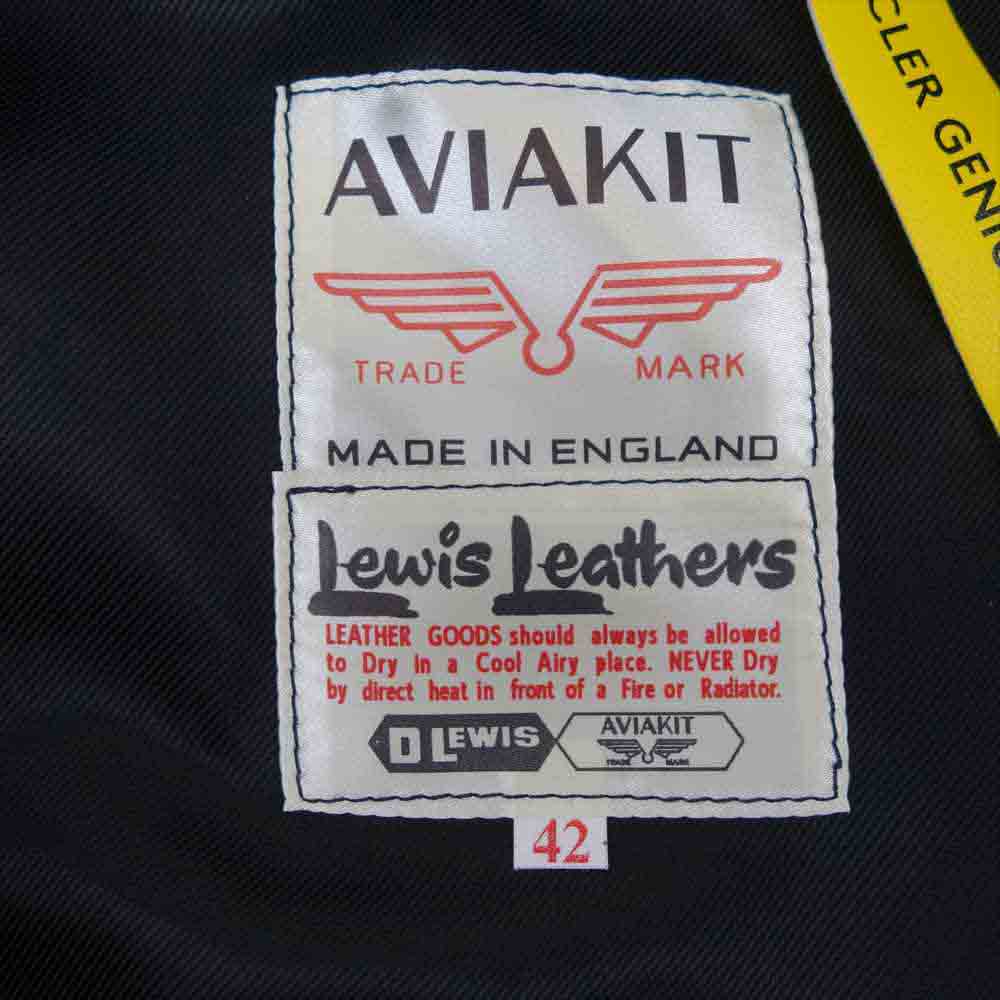 AVIAKIT
TRADE MARK
MADE IN ENGLAND
Lewis Leathers
LEATHER GOODS should always be allowed
to Dry in a Cool Airy place. NEVER Dry
by direct heat in front of a Fire or Radiator.
D LEWIS AVIAKIT
TRADE MARK
42
CLER GENI